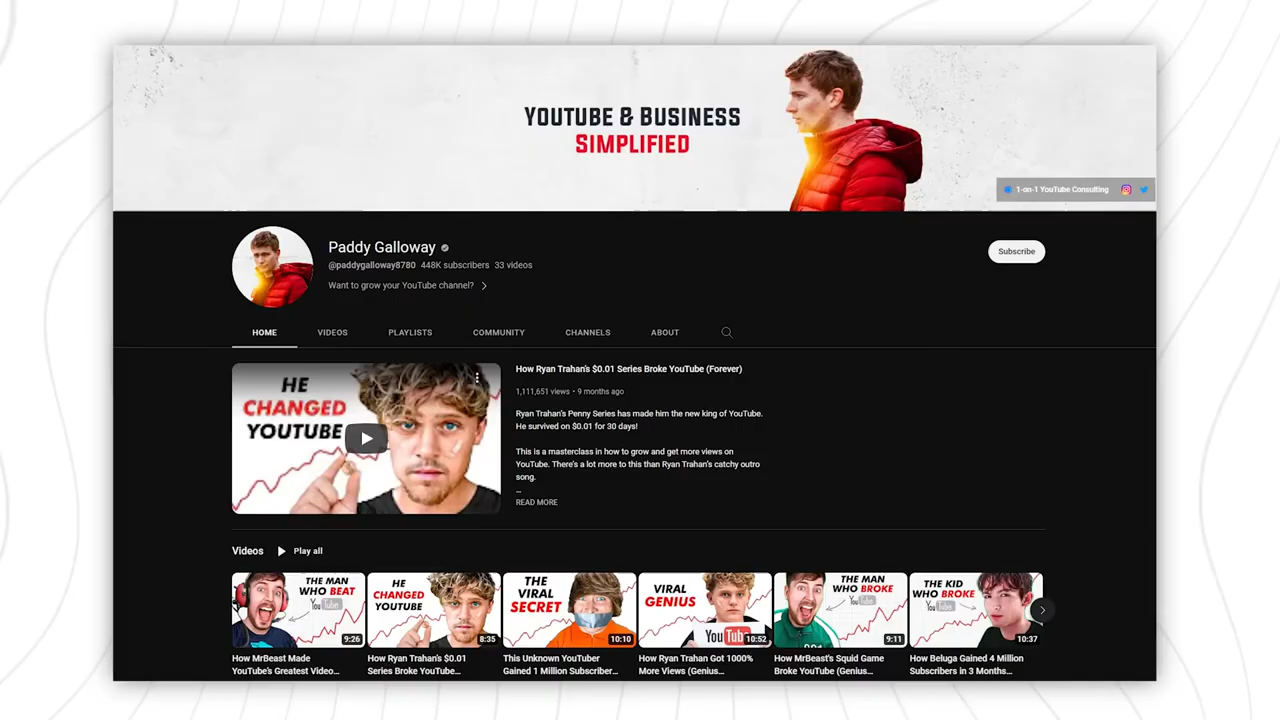 YOUTUBE & BUSINESS
SIMPLIFIED
1-on-1 YouTube Consulting
Paddy Galloway
@paddygalloway8780 448K subscribers 33 videos
Want to grow your YouTube channel?
Subscribe
HOME VIDEOS PLAYLISTS COMMUNITY CHANNELS ABOUT
HE
CHANGED
YOUTUBE
How Ryan Trahan's $0.01 Series Broke YouTube (Forever)
1,111,651 views • 9 months ago
Ryan Trahan's Penny Series has made him the new king of YouTube.
He survived on $0.01 for 30 days!
This is a masterclass in how to grow and get more views on
YouTube. There's a lot more to this than Ryan Trahan's catchy outro
song.
...
READ MORE
Videos Play all
THE MAN
WHO BEAT
YouTube
9:26
HE
CHANGED
YOUTUBE
8:35
THE
VIRAL
SECRET
10:10
VIRAL
GENIUS
YouTube
10:52
THE MAN
WHO BROKE
YouTube
9:11
THE KID
WHO BROKE
YouTube
10:37
How MrBeast Made
YouTube's Greatest Video...
How Ryan Trahan's $0.01
Series Broke YouTube...
This Unknown YouTuber
Gained 1 Million Subscriber...
How Ryan Trahan Got 1000%
More Views (Genius...
How MrBeast's Squid Game
Broke YouTube (Genius...
How Beluga Gained 4 Million
Subscribers in 3 Months...